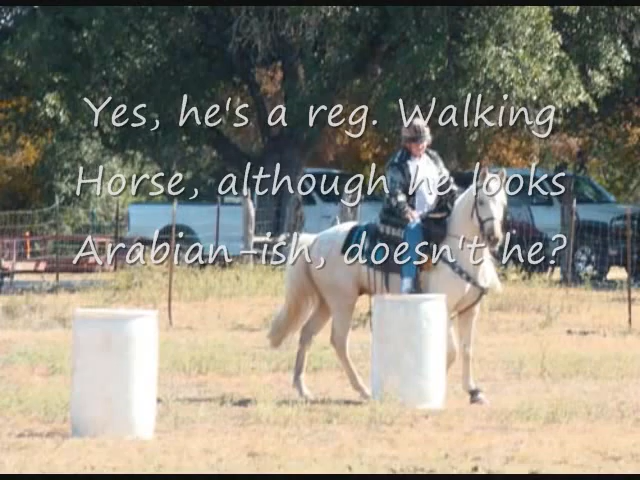 Yes, he's a reg. Walking
Horse, although he looks
Arabian-ish, doesn't he?